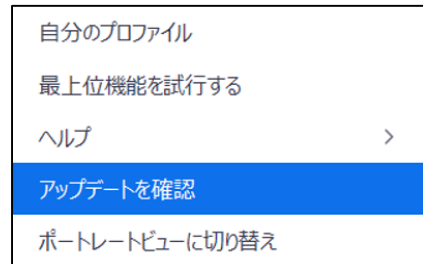 自分のプロファイル
最上位機能を試行する
ヘルプ
アップデートを確認
ポートレートビューに切り替え